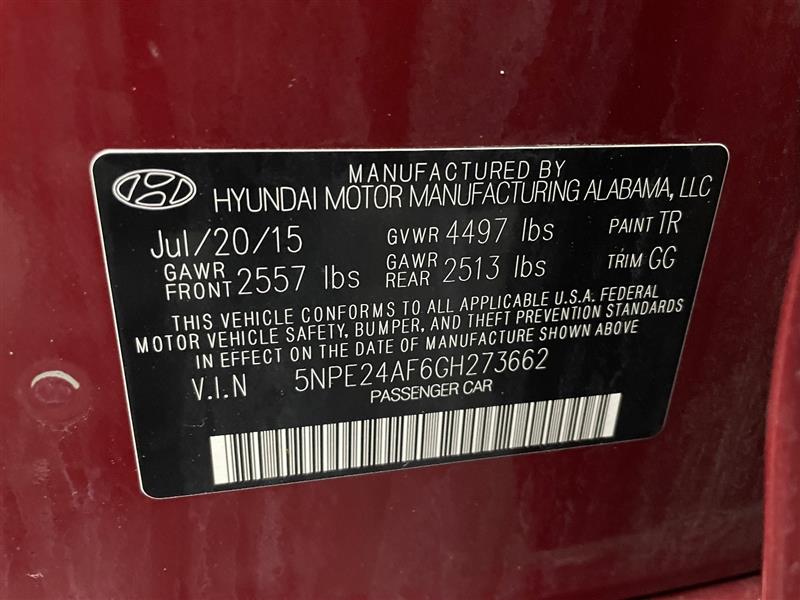 MANUFACTURED BY
HYUNDAI MOTOR MANUFACTURING ALABAMA, LLC
Jul/20/15 GVWR 4497 lbs PAINT TR
GAWR FRONT 2557 lbs GAWR REAR 2513 lbs TRIM GG
THIS VEHICLE CONFORMS TO ALL APPLICABLE U.S.A. FEDERAL
MOTOR VEHICLE SAFETY, BUMPER, AND THEFT PREVENTION STANDARDS
IN EFFECT ON THE DATE OF MANUFACTURE SHOWN ABOVE
V.I.N 5NPE24AF6GH273662
PASSENGER CAR